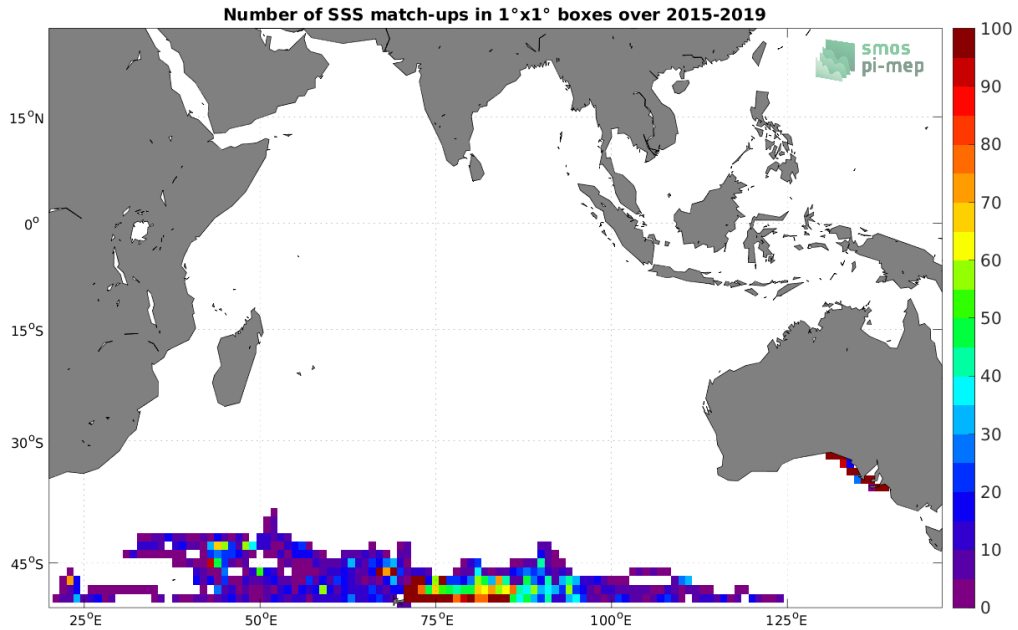 Number of SSS match-ups in 1°x1° boxes over 2015-2019
smos
pi-mep
15°N
0°
15°S
30°S
45°S
25°E
50°E
75°E
100°E
125°E
100
90
80
70
60
50
40
30
20
10
0